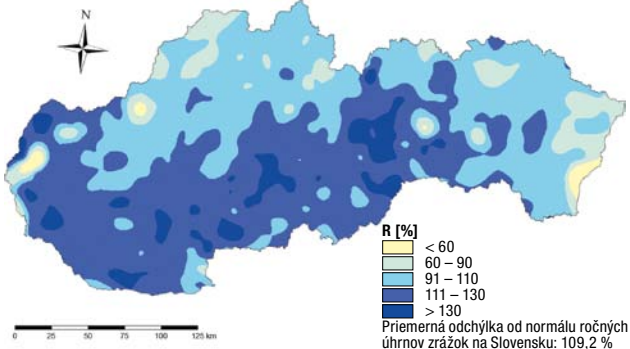 N
R [%]
< 60
60 – 90
91 – 110
111 – 130
> 130
0 25 50 75 100 125 km
Priemerná odchýlka od normálu ročných
úhrnov zrážok na Slovensku: 109,2 %